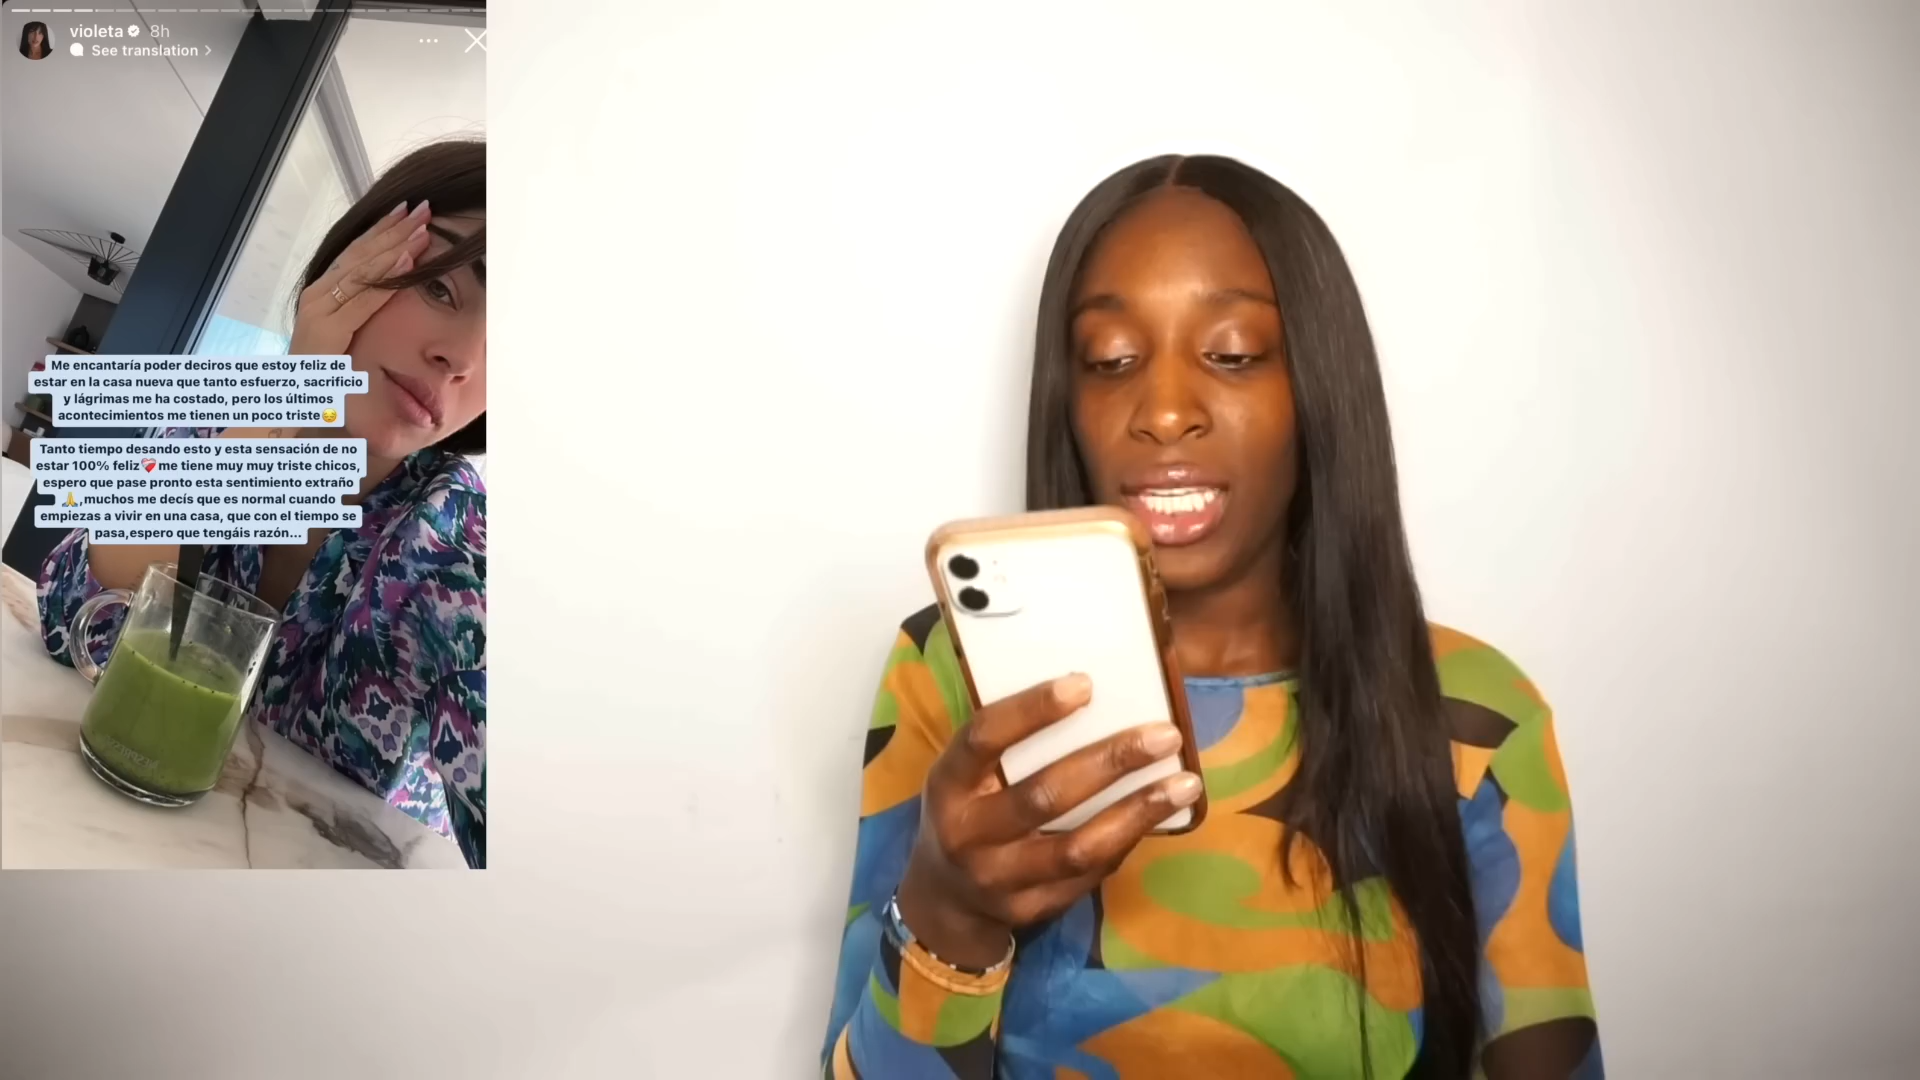 violeta 8h
See translation
Me encantaría poder deciros que estoy feliz de
estar en la casa nueva que tanto esfuerzo, sacrificio
y lágrimas me ha costado, pero los últimos
acontecimientos me tienen un poco triste😔
Tanto tiempo desando esto y esta sensación de no
estar 100% feliz❤️‍🩹me tiene muy muy triste chicos,
espero que pase pronto esta sentimiento extraño
🙏,muchos me decís que es normal cuando
empiezas a vivir en una casa, que con el tiempo se
pasa,espero que tengáis razón...